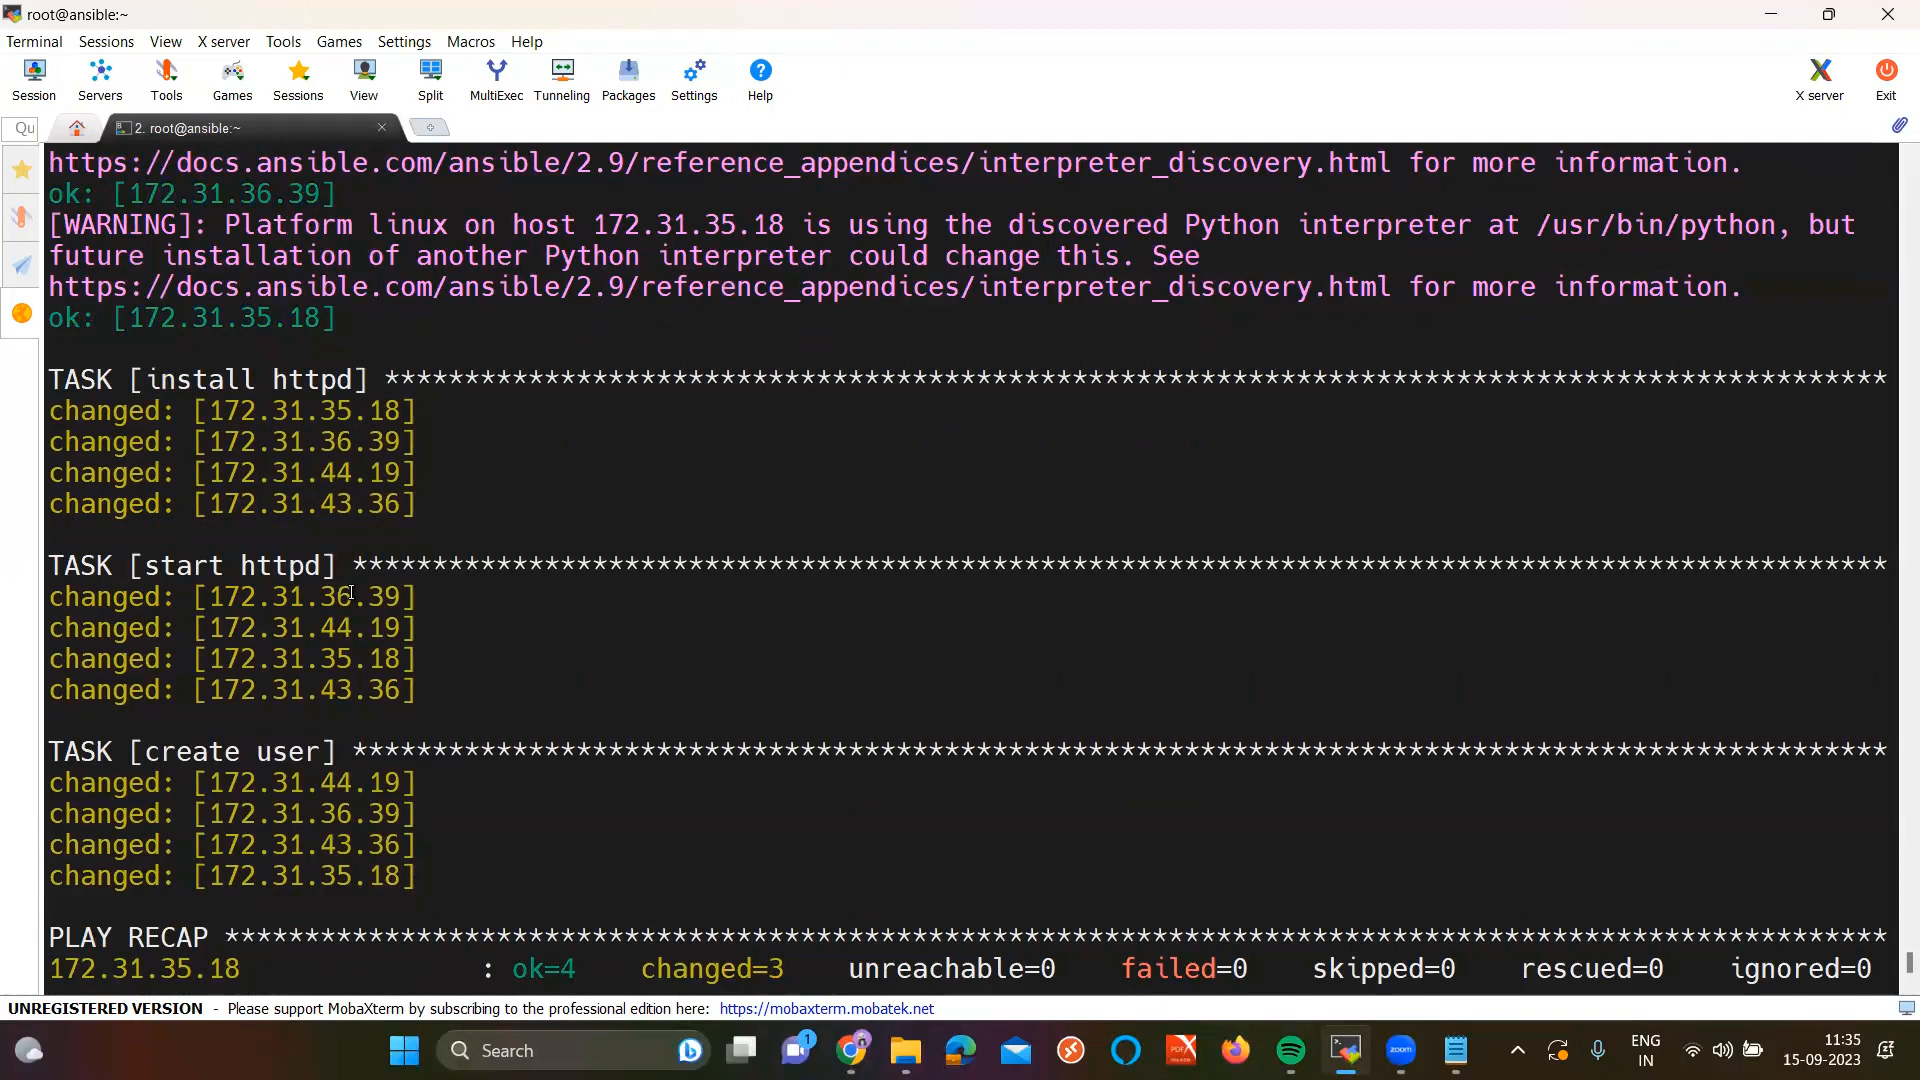 root@ansible:~
Terminal Sessions View X server Tools Games Settings Macros Help
Session Servers Tools Games Sessions View Split MultiExec Tunneling Packages Settings Help X server Exit
Qu 2. root@ansible:~
https://docs.ansible.com/ansible/2.9/reference_appendices/interpreter_discovery.html for more information.
ok: [172.31.36.39]
[WARNING]: Platform linux on host 172.31.35.18 is using the discovered Python interpreter at /usr/bin/python, but
future installation of another Python interpreter could change this. See
https://docs.ansible.com/ansible/2.9/reference_appendices/interpreter_discovery.html for more information.
ok: [172.31.35.18]
TASK [install httpd] **********************************************************************************************
changed: [172.31.35.18]
changed: [172.31.36.39]
changed: [172.31.44.19]
changed: [172.31.43.36]
TASK [start httpd] ************************************************************************************************
changed: [172.31.36.39]
changed: [172.31.44.19]
changed: [172.31.35.18]
changed: [172.31.43.36]
TASK [create user] ************************************************************************************************
changed: [172.31.44.19]
changed: [172.31.36.39]
changed: [172.31.43.36]
changed: [172.31.35.18]
PLAY RECAP ********************************************************************************************************
172.31.35.18 : ok=4 changed=3 unreachable=0 failed=0 skipped=0 rescued=0 ignored=0
UNREGISTERED VERSION - Please support MobaXterm by subscribing to the professional edition here: https://mobaxterm.mobatek.net
Search 1 zoom ENG 11:35
IN 15-09-2023